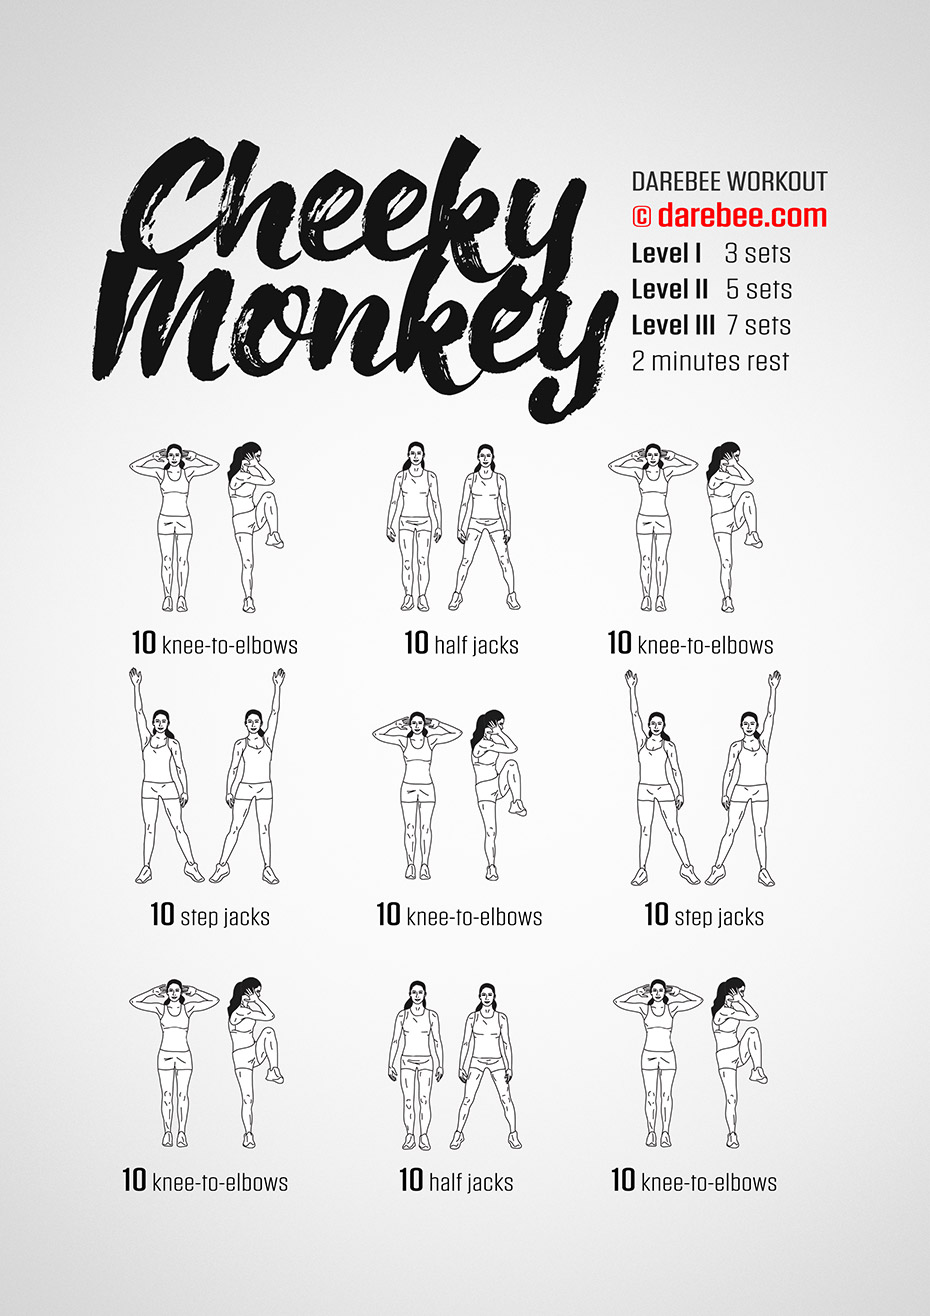 Cheeky
Monkey
DAREBEE WORKOUT
© darebee.com
Level I 3 sets
Level II 5 sets
Level III 7 sets
2 minutes rest
10 knee-to-elbows
10 half jacks
10 knee-to-elbows
10 step jacks
10 knee-to-elbows
10 step jacks
10 knee-to-elbows
10 half jacks
10 knee-to-elbows